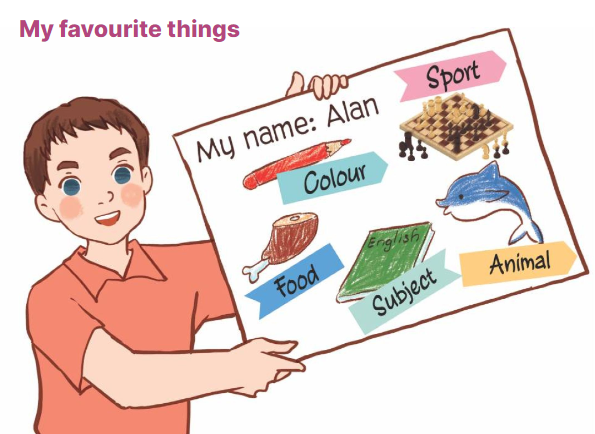 My favourite things
My name: Alan
Sport
Colour
Food
English
Subject
Animal